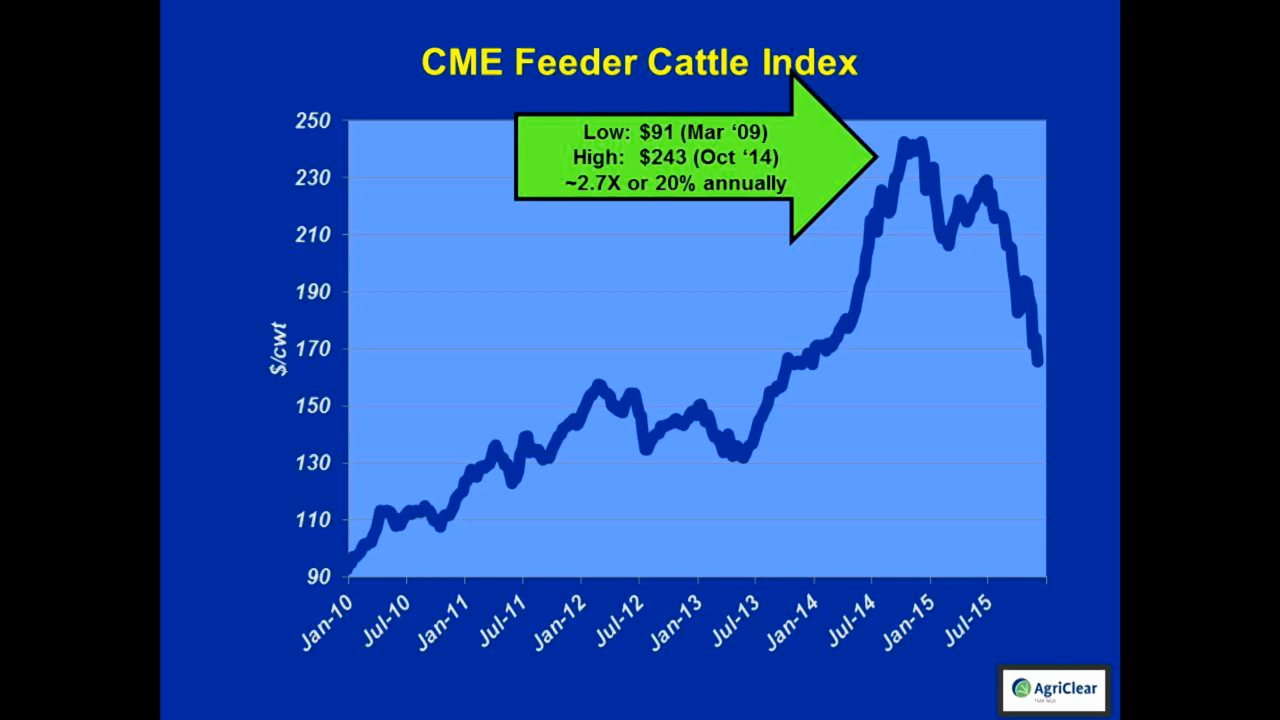 CME Feeder Cattle Index
Low: $91 (Mar ‘09)
High: $243 (Oct ‘14)
~2.7X or 20% annually
$/cwt
250
230
210
190
170
150
130
110
90
Jan-10
Jul-10
Jan-11
Jul-11
Jan-12
Jul-12
Jan-13
Jul-13
Jan-14
Jul-14
Jan-15
Jul-15
AgriClear